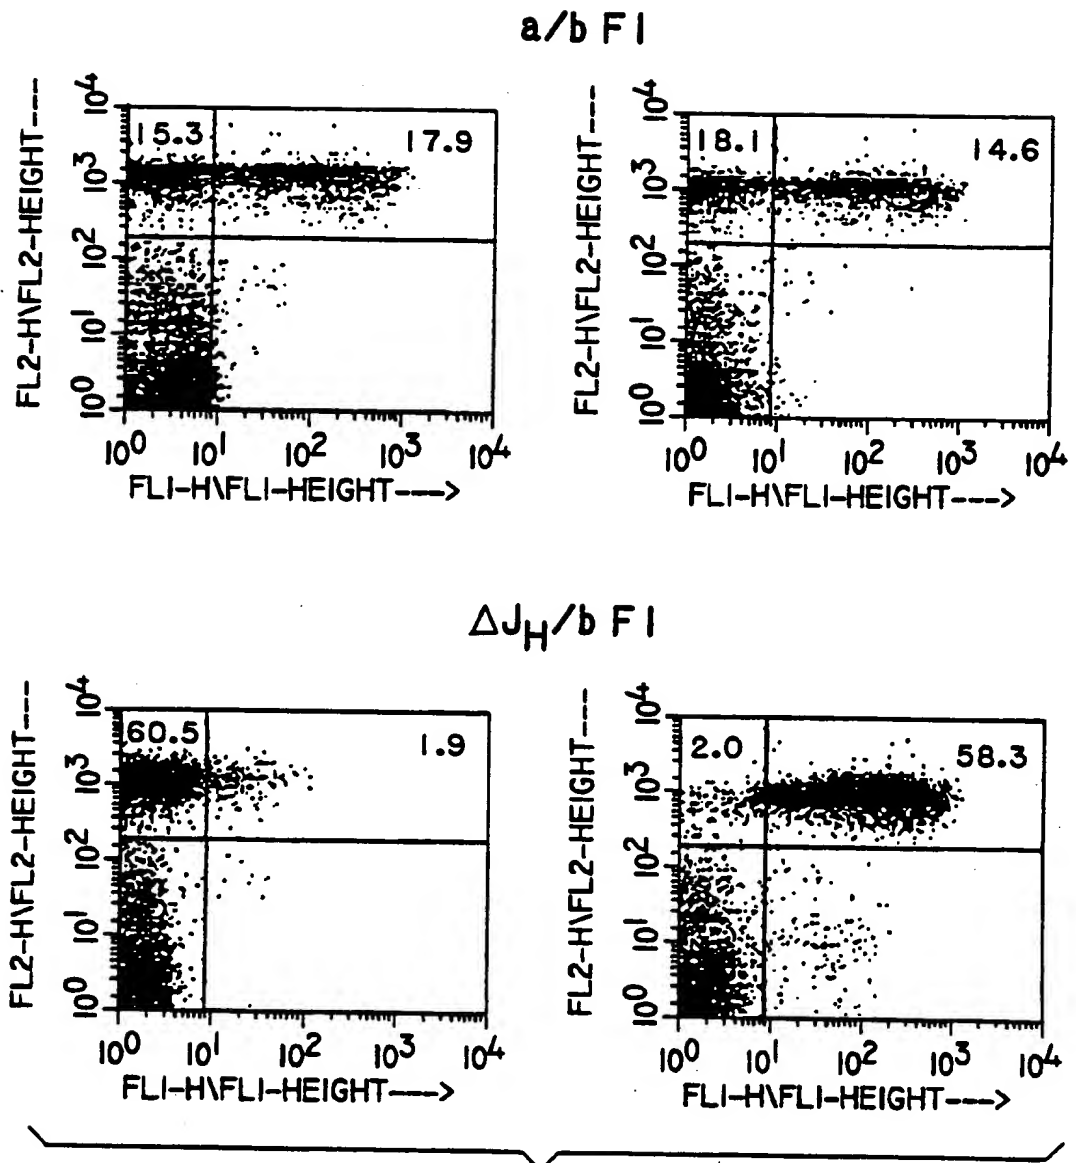 a/b F1
15.3 17.9
FL2-H\FL2-HEIGHT---
10⁴
10³
10²
10¹
10⁰
10⁰ 10¹ 10² 10³ 10⁴
FL1-H\FL1-HEIGHT--->
18.1 14.6
FL2-H\FL2-HEIGHT---
10⁴
10³
10²
10¹
10⁰
10⁰ 10¹ 10² 10³ 10⁴
FL1-H\FL1-HEIGHT--->
ΔJH/b F1
60.5 1.9
FL2-H\FL2-HEIGHT---
10⁴
10³
10²
10¹
10⁰
10⁰ 10¹ 10² 10³ 10⁴
FL1-H\FL1-HEIGHT--->
2.0 58.3
FL2-H\FL2-HEIGHT---
10⁴
10³
10²
10¹
10⁰
10⁰ 10¹ 10² 10³ 10⁴
FL1-H\FL1-HEIGHT--->